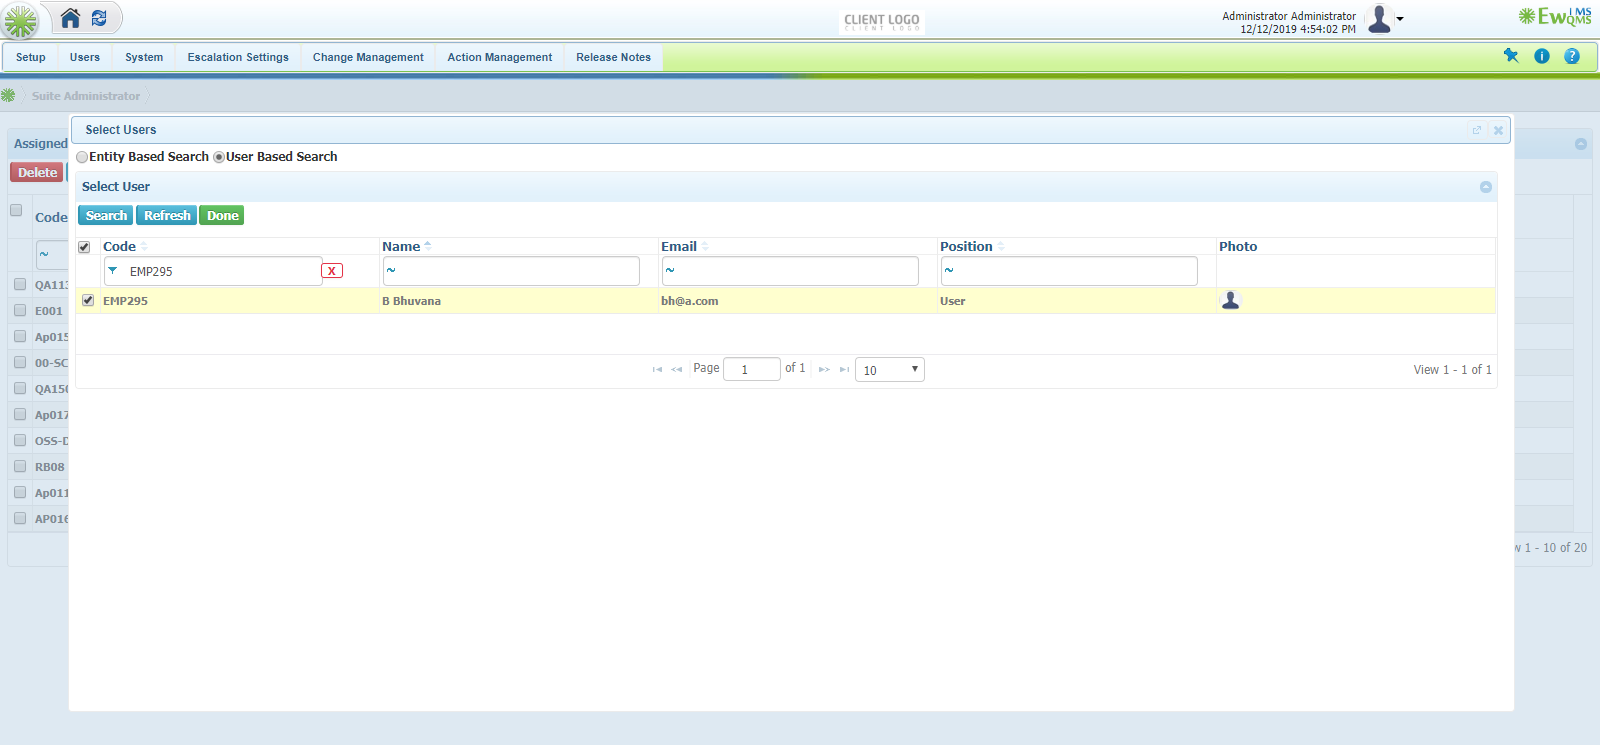 CLIENT LOGO
CLIENT LOGO
Administrator Administrator
12/12/2019 4:54:02 PM
EwQMS
IMS
Setup Users System Escalation Settings Change Management Action Management Release Notes
Suite Administrator
Assigned
Select Users
Entity Based Search User Based Search
Delete
Select User
Search Refresh Done
Code
Code Name Email Position Photo
~
EMP295 X ~ ~ ~
QA113
EMP295 B Bhuvana bh@a.com User
E001
Ap015
00-SC
Page 1 of 1 10 View 1 - 1 of 1
QA150
Ap017
OSS-D
RB08
Ap011
AP016
w 1 - 10 of 20